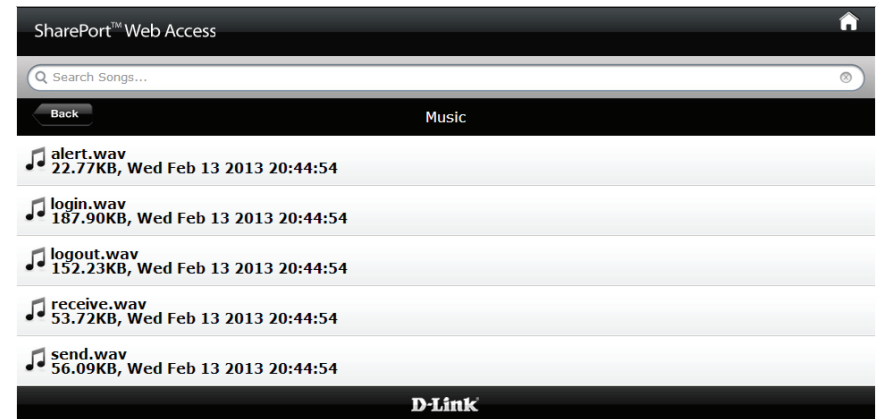 SharePort™ Web Access
Search Songs...
Back
Music
alert.wav
22.77KB, Wed Feb 13 2013 20:44:54
login.wav
187.90KB, Wed Feb 13 2013 20:44:54
logout.wav
152.23KB, Wed Feb 13 2013 20:44:54
receive.wav
53.72KB, Wed Feb 13 2013 20:44:54
send.wav
56.09KB, Wed Feb 13 2013 20:44:54
D-Link